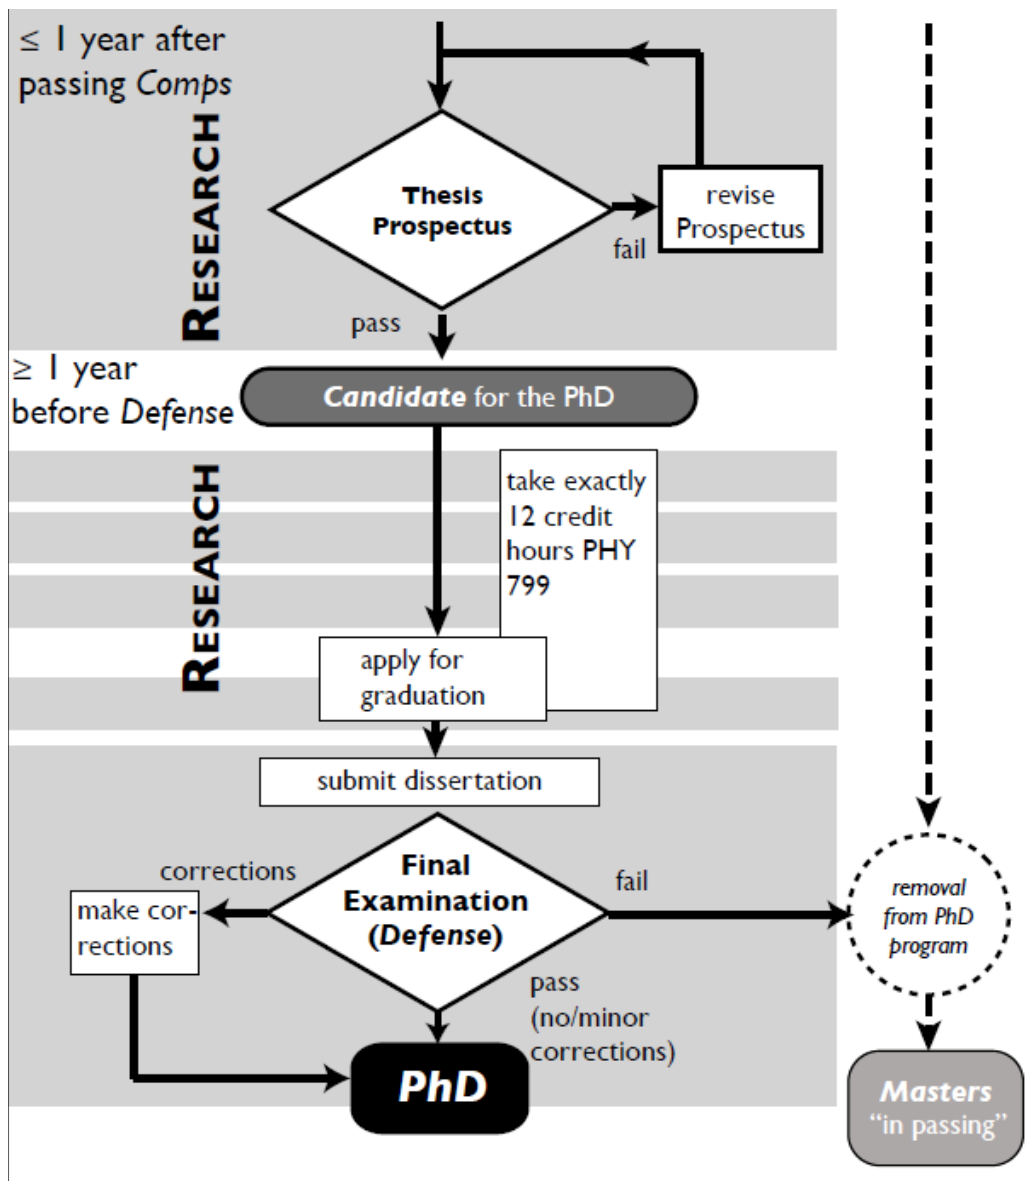 ≤ 1 year after
passing Comps
RESEARCH
Thesis
Prospectus
fail
revise
Prospectus
pass
≥ 1 year
before Defense
Candidate for the PhD
RESEARCH
take exactly
12 credit
hours PHY
799
apply for
graduation
submit dissertation
Final
Examination
(Defense)
corrections
make cor-
rections
fail
removal
from PhD
program
pass
(no/minor
corrections)
PhD
Masters
“in passing”